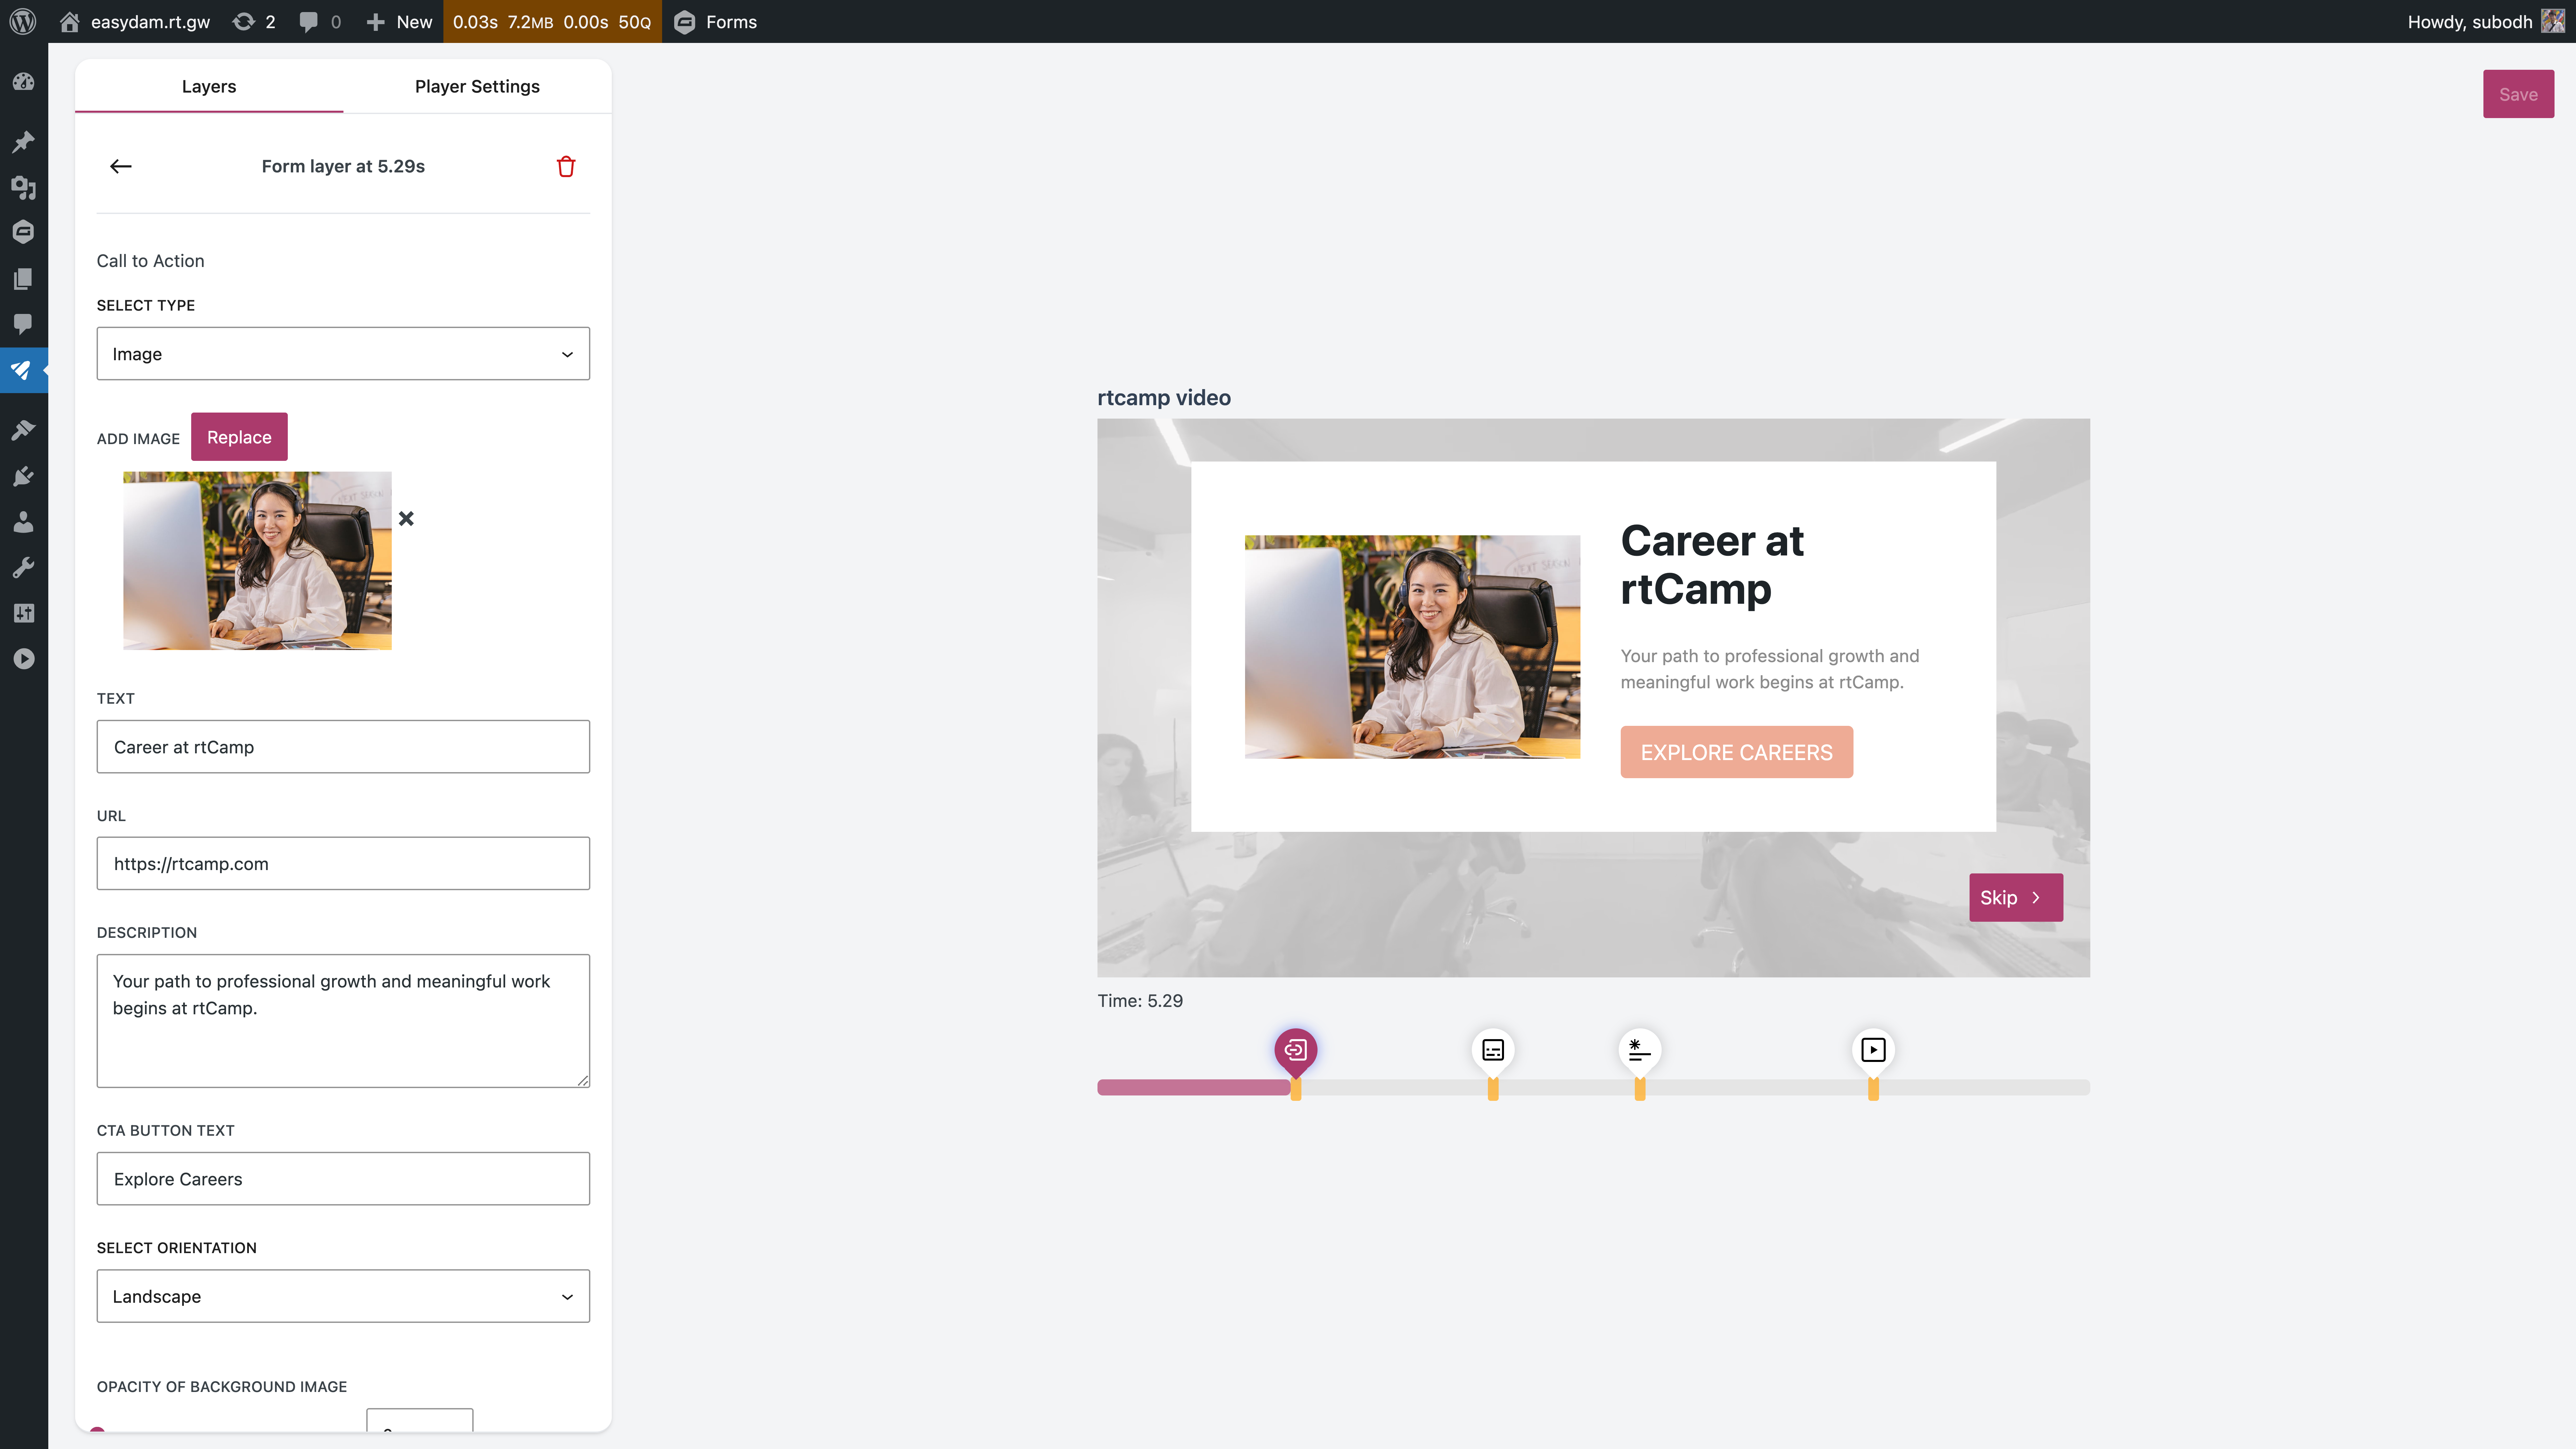 easydam.rt.gw
2
0
New
0.03s 7.2MB 0.00s 50Q
Forms
Howdy, subodh
Layers
Player Settings
Save
Form layer at 5.29s
Call to Action
SELECT TYPE
Image
ADD IMAGE
Replace
TEXT
Career at rtCamp
URL
https://rtcamp.com
DESCRIPTION
Your path to professional growth and meaningful work
begins at rtCamp.
CTA BUTTON TEXT
Explore Careers
SELECT ORIENTATION
Landscape
OPACITY OF BACKGROUND IMAGE
rtcamp video
Career at
rtCamp
Your path to professional growth and
meaningful work begins at rtCamp.
EXPLORE CAREERS
Skip
Time: 5.29